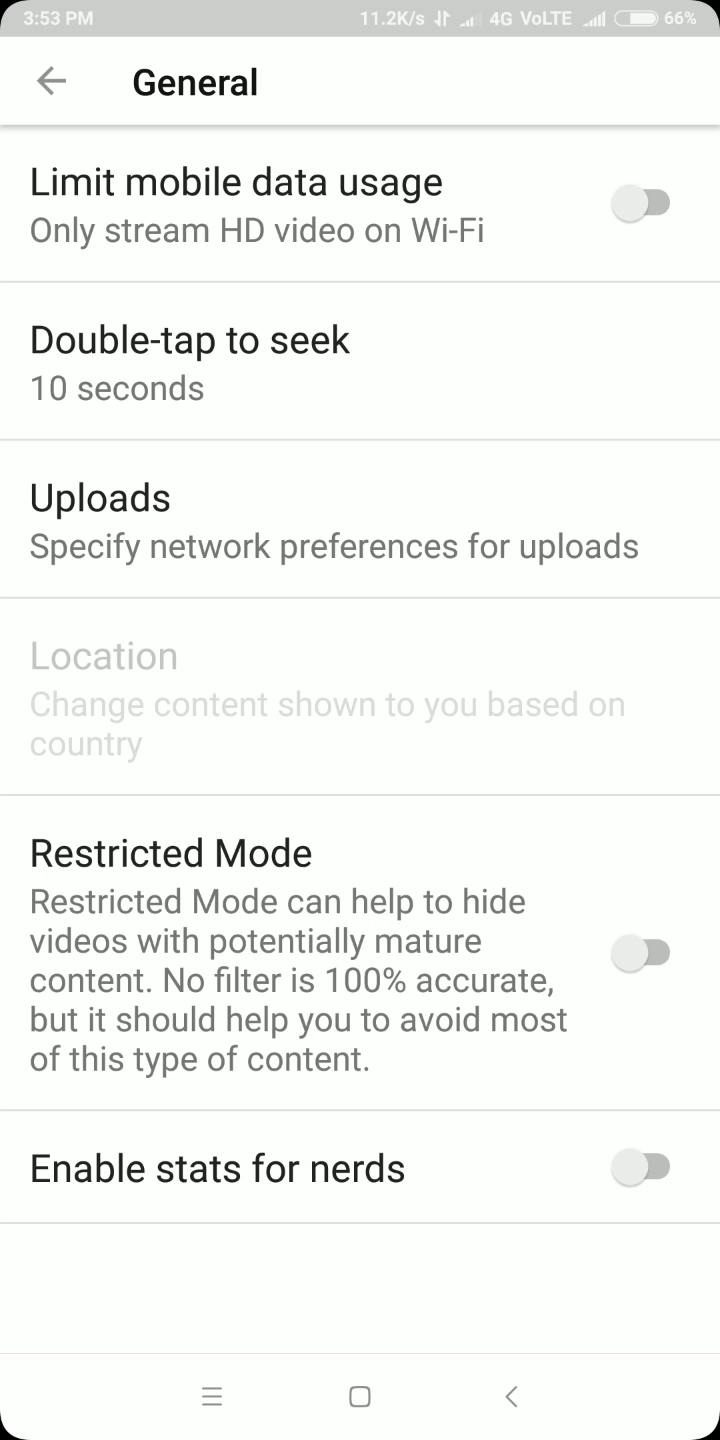 3:53 PM 11.2K/s 4G VoLTE 66%
General
Limit mobile data usage
Only stream HD video on Wi-Fi
Double-tap to seek
10 seconds
Uploads
Specify network preferences for uploads
Location
Change content shown to you based on
country
Restricted Mode
Restricted Mode can help to hide
videos with potentially mature
content. No filter is 100% accurate,
but it should help you to avoid most
of this type of content.
Enable stats for nerds